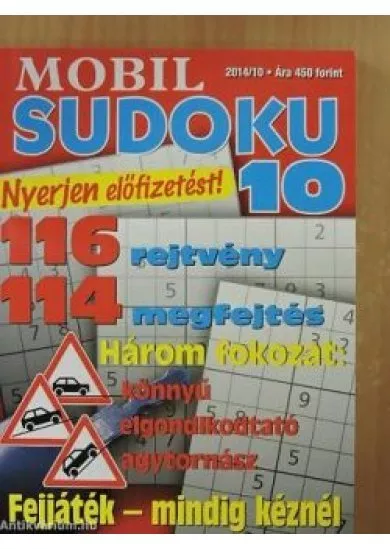 MOBIL
2014/10 • Ára 450 forint
SUDOKU
Nyerjen előfizetést!
10
116 rejtvény
114 megfejtés
Három fokozat:
könnyű
elgondolkodtató
agytornász
Fejjáték – mindig kéznél
Antikvarium.hu